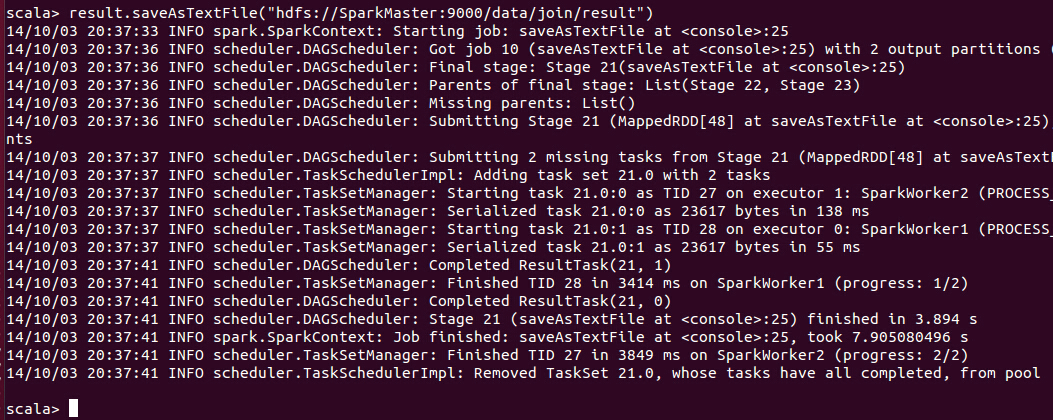 scala> result.saveAsTextFile("hdfs://SparkMaster:9000/data/join/result")
14/10/03 20:37:33 INFO spark.SparkContext: Starting job: saveAsTextFile at <console>:25
14/10/03 20:37:36 INFO scheduler.DAGScheduler: Got job 10 (saveAsTextFile at <console>:25) with 2 output partitions (
14/10/03 20:37:36 INFO scheduler.DAGScheduler: Final stage: Stage 21(saveAsTextFile at <console>:25)
14/10/03 20:37:36 INFO scheduler.DAGScheduler: Parents of final stage: List(Stage 22, Stage 23)
14/10/03 20:37:36 INFO scheduler.DAGScheduler: Missing parents: List()
14/10/03 20:37:36 INFO scheduler.DAGScheduler: Submitting Stage 21 (MappedRDD[48] at saveAsTextFile at <console>:25)
nts
14/10/03 20:37:37 INFO scheduler.DAGScheduler: Submitting 2 missing tasks from Stage 21 (MappedRDD[48] at saveAsTextF
14/10/03 20:37:37 INFO scheduler.TaskSchedulerImpl: Adding task set 21.0 with 2 tasks
14/10/03 20:37:37 INFO scheduler.TaskSetManager: Starting task 21.0:0 as TID 27 on executor 1: SparkWorker2 (PROCESS_
14/10/03 20:37:37 INFO scheduler.TaskSetManager: Serialized task 21.0:0 as 23617 bytes in 138 ms
14/10/03 20:37:37 INFO scheduler.TaskSetManager: Starting task 21.0:1 as TID 28 on executor 0: SparkWorker1 (PROCESS_
14/10/03 20:37:37 INFO scheduler.TaskSetManager: Serialized task 21.0:1 as 23617 bytes in 55 ms
14/10/03 20:37:41 INFO scheduler.DAGScheduler: Completed ResultTask(21, 1)
14/10/03 20:37:41 INFO scheduler.TaskSetManager: Finished TID 28 in 3414 ms on SparkWorker1 (progress: 1/2)
14/10/03 20:37:41 INFO scheduler.DAGScheduler: Completed ResultTask(21, 0)
14/10/03 20:37:41 INFO scheduler.DAGScheduler: Stage 21 (saveAsTextFile at <console>:25) finished in 3.894 s
14/10/03 20:37:41 INFO spark.SparkContext: Job finished: saveAsTextFile at <console>:25, took 7.905080496 s
14/10/03 20:37:41 INFO scheduler.TaskSetManager: Finished TID 27 in 3849 ms on SparkWorker2 (progress: 2/2)
14/10/03 20:37:41 INFO scheduler.TaskSchedulerImpl: Removed TaskSet 21.0, whose tasks have all completed, from pool
scala>